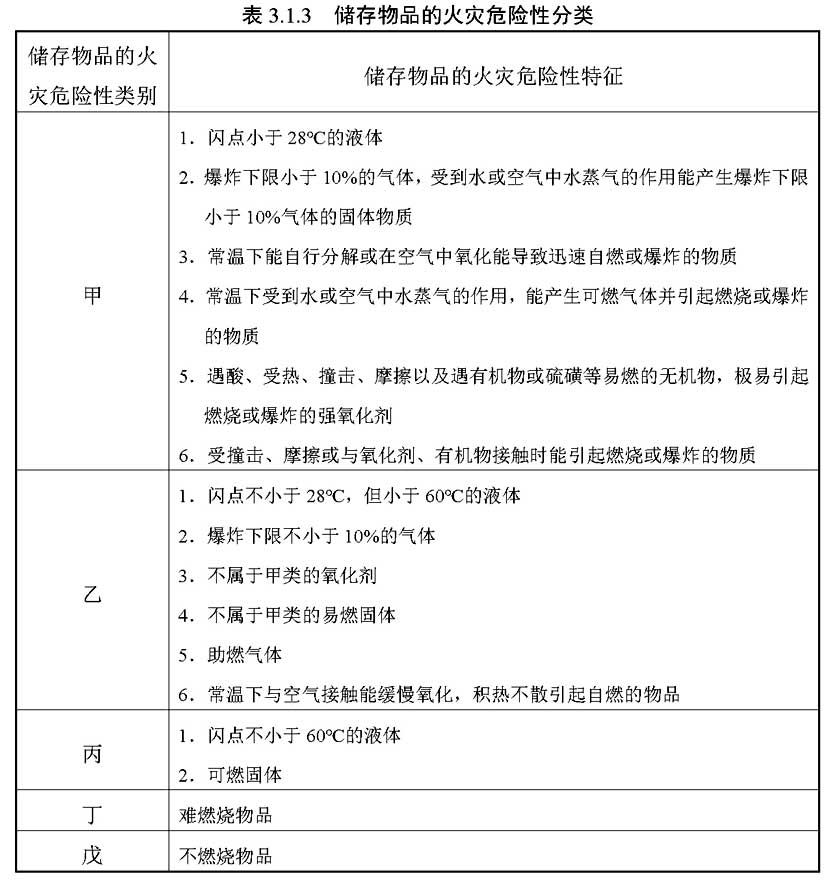 表 3.1.3 储存物品的火灾危险性分类
储存物品的火
灾危险性类别
储存物品的火灾危险性特征
甲
1．闪点小于 28℃的液体
2．爆炸下限小于 10%的气体，受到水或空气中水蒸气的作用能产生爆炸下限
小于 10%气体的固体物质
3．常温下能自行分解或在空气中氧化能导致迅速自燃或爆炸的物质
4．常温下受到水或空气中水蒸气的作用，能产生可燃气体并引起燃烧或爆炸
的物质
5．遇酸、受热、撞击、摩擦以及遇有机物或硫磺等易燃的无机物，极易引起
燃烧或爆炸的强氧化剂
6．受撞击、摩擦或与氧化剂、有机物接触时能引起燃烧或爆炸的物质
乙
1．闪点不小于 28℃，但小于 60℃的液体
2．爆炸下限不小于 10%的气体
3．不属于甲类的氧化剂
4．不属于甲类的易燃固体
5．助燃气体
6．常温下与空气接触能缓慢氧化，积热不散引起自燃的物品
丙
1．闪点不小于 60℃的液体
2．可燃固体
丁
难燃烧物品
戊
不燃烧物品